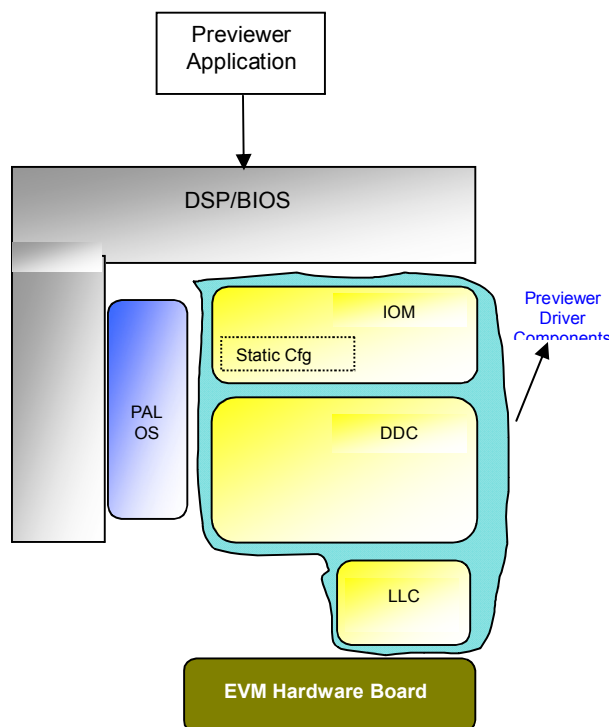 Previewer
Application
DSP/BIOS
IOM
Static Cfg
Previewer
Driver
Components
PAL
OS
DDC
LLC
EVM Hardware Board